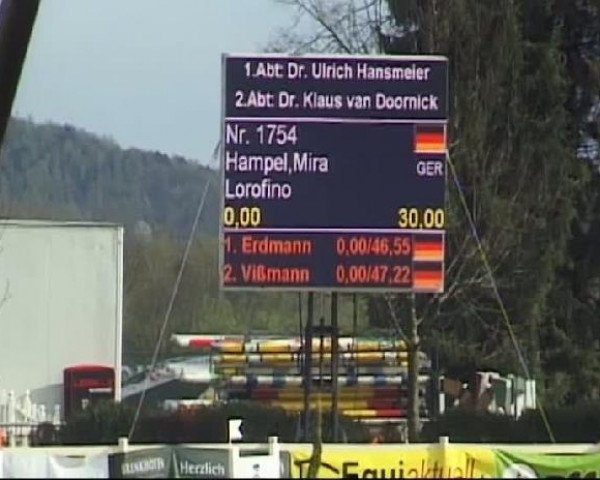 1.Abt: Dr. Ulrich Hansmeier
2.Abt: Dr. Klaus van Doornick
Nr. 1754
Hampel,Mira GER
Lorofino
0,00 30,00
1. Erdmann 0,00/46,55
2. Vißmann 0,00/47,22
Herzlich
Equiaktuall